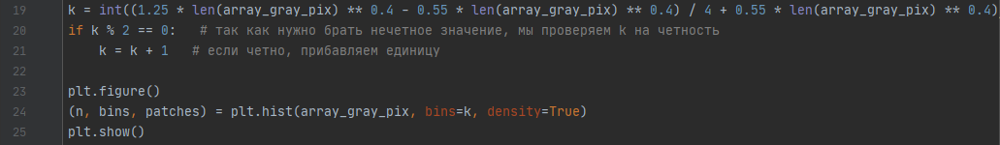 19 k = int((1.25 * len(array_gray_pix) ** 0.4 - 0.55 * len(array_gray_pix) ** 0.4) / 4 + 0.55 * len(array_gray_pix) ** 0.4)
20 if k % 2 == 0:   # так как нужно брать нечетное значение, мы проверяем k на четность
21     k = k + 1   # если четно, прибавляем единицу
22
23 plt.figure()
24 (n, bins, patches) = plt.hist(array_gray_pix, bins=k, density=True)
25 plt.show()